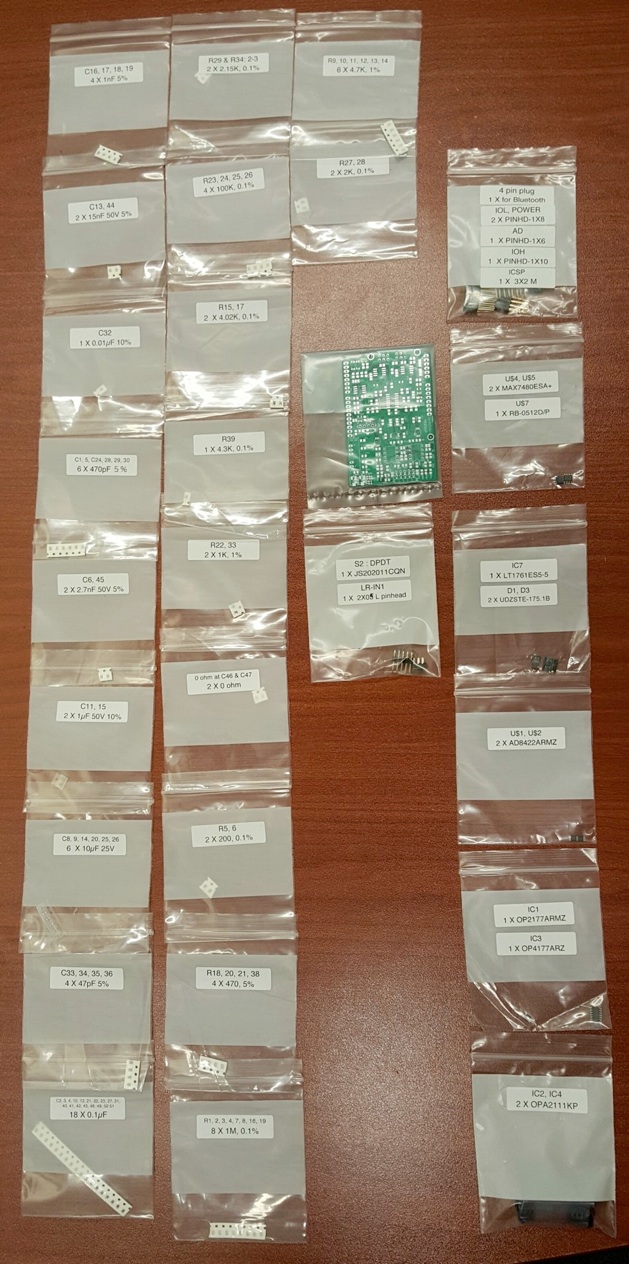 C16, 17, 18, 19
4 X 1nF 5%
C13, 44
2 X 15nF 50V 5%
C32
1 X 0.01µF 10%
C1, 5, C24, 28, 29, 30
6 X 470pF 5 %
C6, 45
2 X 2.7nF 50V 5%
C11, 15
2 X 1µF 50V 10%
C8, 9, 14, 20, 25, 26
6 X 10µF 25V
C33, 34, 35, 36
4 X 47pF 5%
18 X 0.1µF
R29 & R34: 2-3
2 X 2.15K, 0.1%
R23, 24, 25, 26
4 X 100K, 0.1%
R15, 17
2 X 4.02K, 0.1%
R39
1 X 4.3K, 0.1%
R22, 33
2 X 1K, 1%
0 ohm at C46 & C47
2 X 0 ohm
R5, 6
2 X 200, 0.1%
R18, 20, 21, 38
4 X 470, 5%
R1, 2, 3, 4, 7, 8, 16, 19
8 X 1M, 0.1%
R9, 10, 11, 12, 13, 14
6 X 4.7K, 1%
R27, 28
2 X 2K, 0.1%
S2 : DPDT
1 X JS202011CQN
LR-IN1
1 X 2X05 L pinhead
4 pin plug
1 X for Bluetooth
IOL, POWER
2 X PINHD-1X8
AD
1 X PINHD-1X6
IOH
1 X PINHD-1X10
ICSP
1 X 3X2 M
U$4, U$5
2 X MAX7480ESA+
U$7
1 X RB-0512D/P
IC7
1 X LT1761ES5-5
D1, D3
2 X UDZSTE-175.1B
U$1, U$2
2 X AD8422ARMZ
IC1
1 X OP2177ARMZ
IC3
1 X OP4177ARZ
IC2, IC4
2 X OPA2111KP